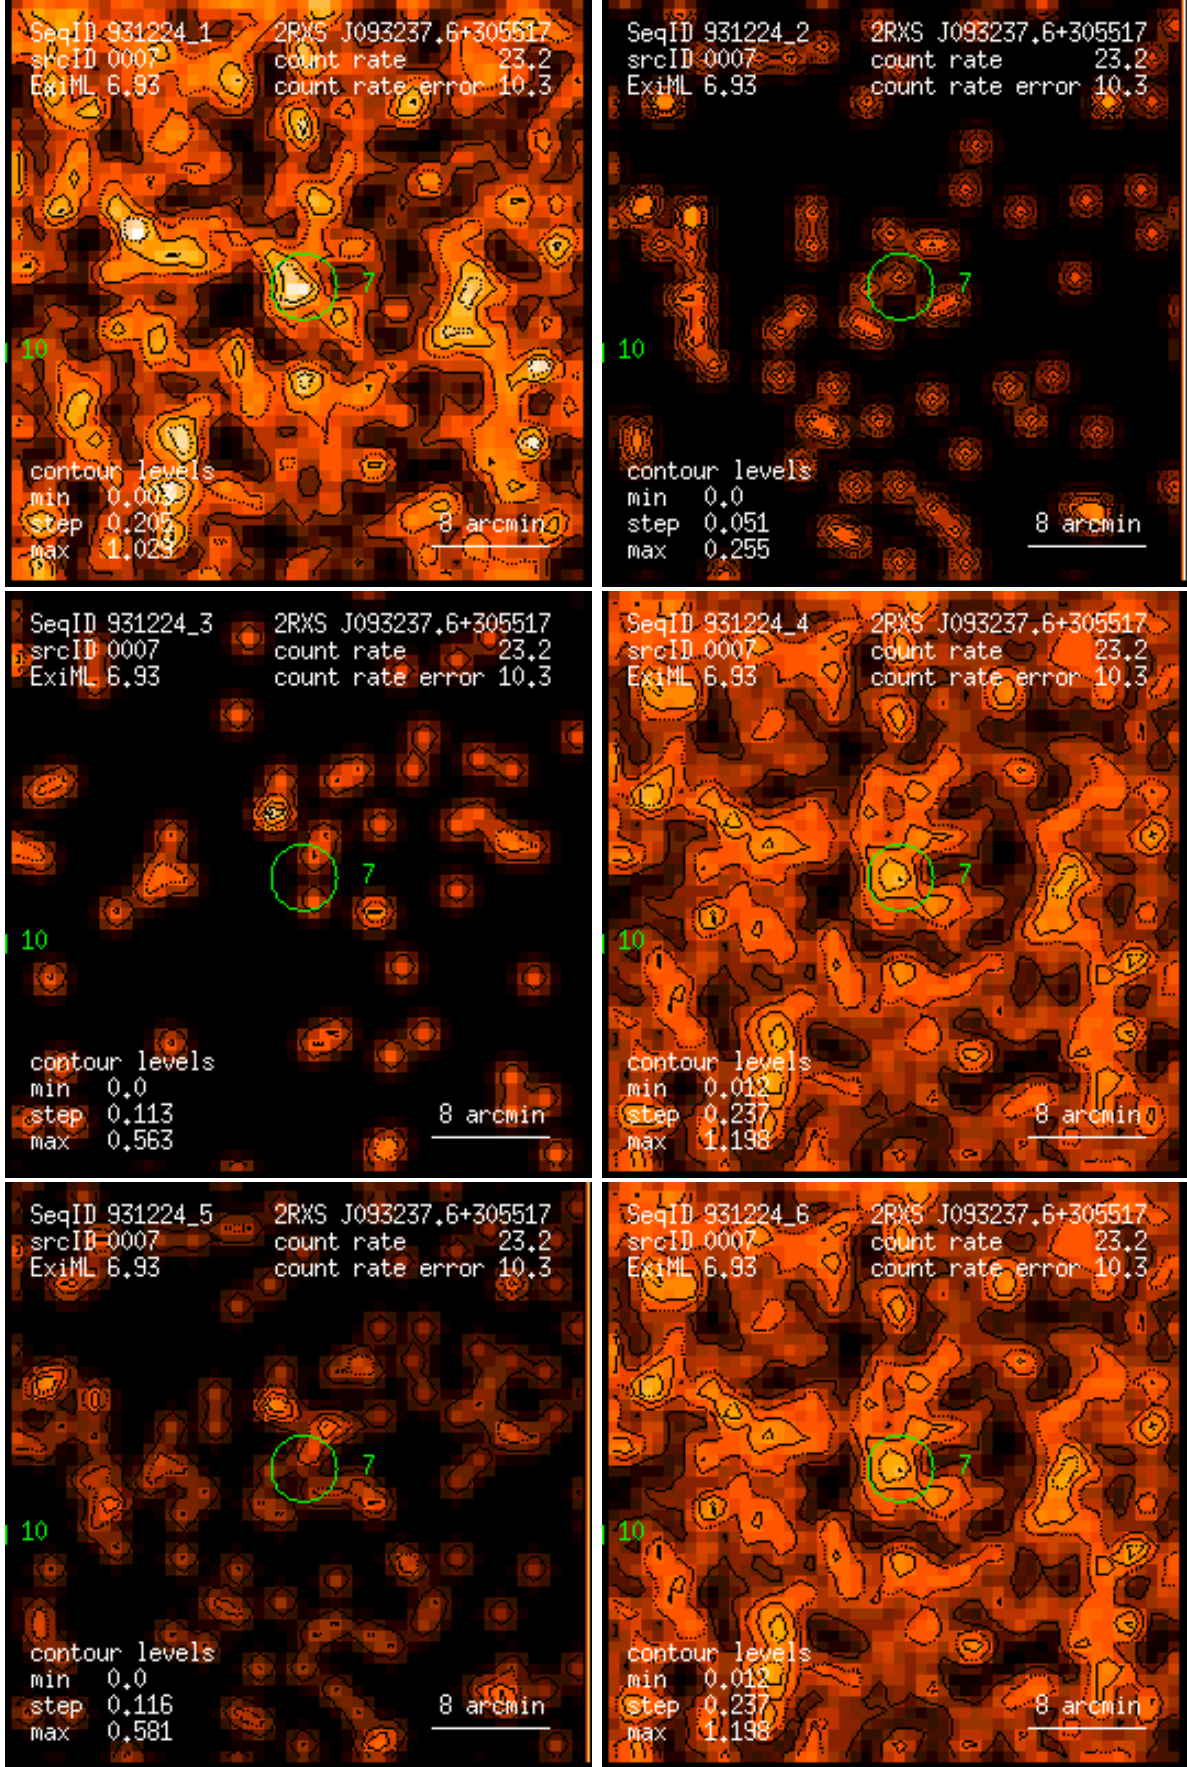 SeqID 931224_1 2RXS J093237.6+305517
srcID 0007 count rate 23.2
ExiML 6.93 count rate error 10.3
7
10
contour levels
min 0.003
step 0.205
max 1.029
8 arcmin
SeqID 931224_2 2RXS J093237.6+305517
srcID 0007 count rate 23.2
ExiML 6.93 count rate error 10.3
7
10
contour levels
min 0.0
step 0.051
max 0.255
8 arcmin
SeqID 931224_3 2RXS J093237.6+305517
srcID 0007 count rate 23.2
ExiML 6.93 count rate error 10.3
7
10
contour levels
min 0.0
step 0.113
max 0.563
8 arcmin
SeqID 931224_4 2RXS J093237.6+305517
srcID 0007 count rate 23.2
ExiML 6.93 count rate error 10.3
7
10
contour levels
min 0.012
step 0.237
max 1.198
8 arcmin
SeqID 931224_5 2RXS J093237.6+305517
srcID 0007 count rate 23.2
ExiML 6.93 count rate error 10.3
7
10
contour levels
min 0.0
step 0.116
max 0.581
8 arcmin
SeqID 931224_6 2RXS J093237.6+305517
srcID 0007 count rate 23.2
ExiML 6.93 count rate error 10.3
7
10
contour levels
min 0.012
step 0.237
max 1.198
8 arcmin